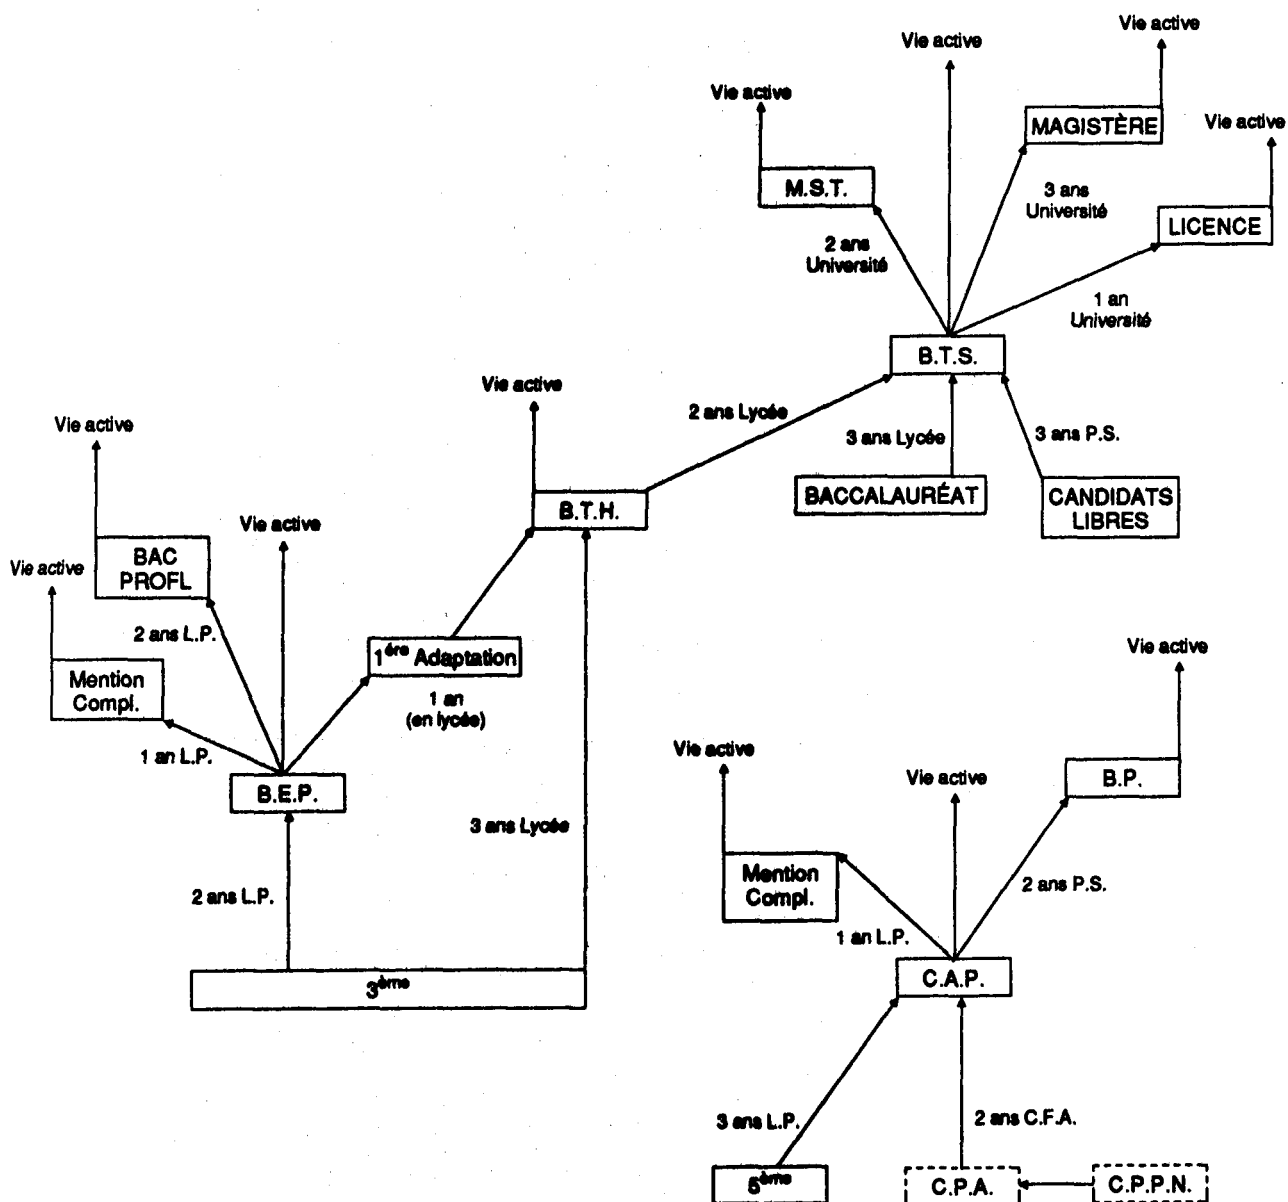 Vie active
Vie active
Vie active
MAGISTÈRE
Vie active
Vie active
M.S.T.
3 ans
Université
LICENCE
2 ans
Université
1 an
Université
B.T.S.
Vie active
2 ans Lycée
3 ans Lycée
3 ans P.S.
Vie active
BACCALAURÉAT
CANDIDATS
LIBRES
B.T.H.
Vie active
BAC
PROFL
Vie active
2 ans L.P.
1ére Adaptation
Vie active
Mention
Compl.
1 an
(en lycée)
1 an L.P.
Vie active
Vie active
B.P.
B.E.P.
3 ans Lycée
Mention
Compl.
2 ans P.S.
2 ans L.P.
1 an L.P.
C.A.P.
3ème
3 ans L.P.
2 ans C.F.A.
5ème
C.P.A.
C.P.P.N.